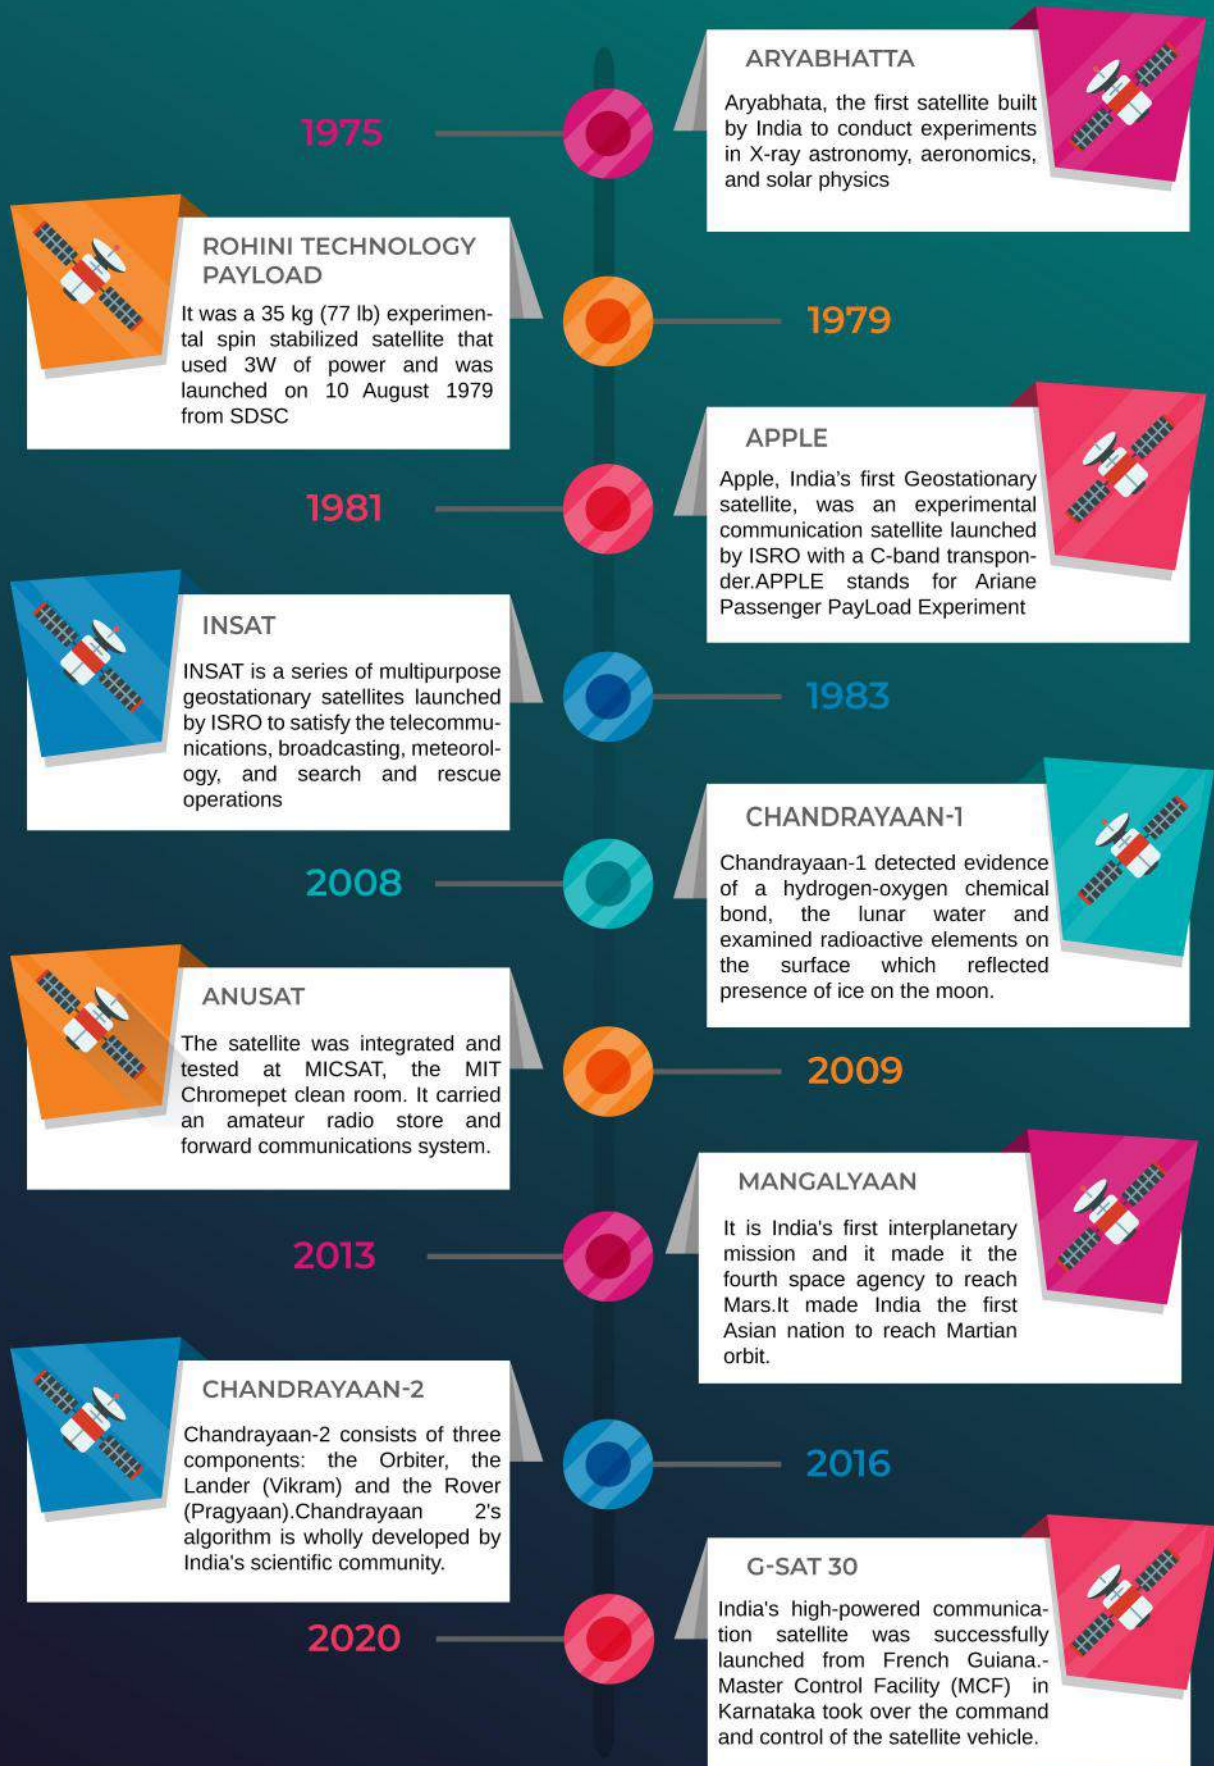 1975
ARYABHATTA
Aryabhata, the first satellite built
by India to conduct experiments
in X-ray astronomy, aeronomics,
and solar physics
ROHINI TECHNOLOGY
PAYLOAD
It was a 35 kg (77 lb) experimen-
tal spin stabilized satellite that
used 3W of power and was
launched on 10 August 1979
from SDSC
1979
1981
APPLE
Apple, India's first Geostationary
satellite, was an experimental
communication satellite launched
by ISRO with a C-band transpon-
der.APPLE stands for Ariane
Passenger PayLoad Experiment
INSAT
INSAT is a series of multipurpose
geostationary satellites launched
by ISRO to satisfy the telecommu-
nications, broadcasting, meteorol-
ogy, and search and rescue
operations
1983
2008
CHANDRAYAAN-1
Chandrayaan-1 detected evidence
of a hydrogen-oxygen chemical
bond, the lunar water and
examined radioactive elements on
the surface which reflected
presence of ice on the moon.
ANUSAT
The satellite was integrated and
tested at MICSAT, the MIT
Chromepet clean room. It carried
an amateur radio store and
forward communications system.
2009
2013
MANGALYAAN
It is India's first interplanetary
mission and it made it the
fourth space agency to reach
Mars.It made India the first
Asian nation to reach Martian
orbit.
CHANDRAYAAN-2
Chandrayaan-2 consists of three
components: the Orbiter, the
Lander (Vikram) and the Rover
(Pragyaan).Chandrayaan 2's
algorithm is wholly developed by
India's scientific community.
2016
2020
G-SAT 30
India's high-powered communica-
tion satellite was successfully
launched from French Guiana.-
Master Control Facility (MCF) in
Karnataka took over the command
and control of the satellite vehicle.